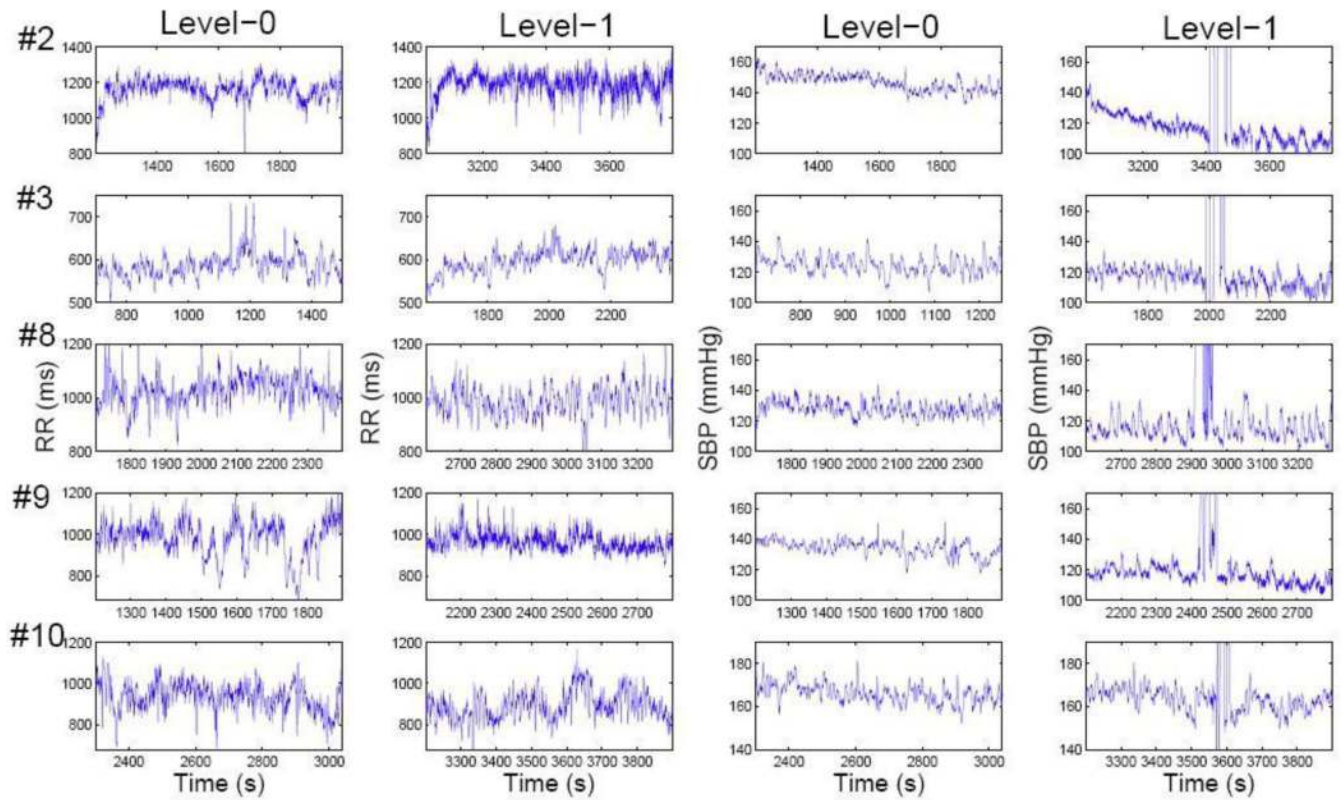 Level−0 Level−1 Level−0 Level−1
#2
1400 1400
1200 1200 160 160
1000 1000 140 140
800 800 120 120
100 100
1400 1600 1800 3200 3400 3600 1400 1600 1800 3200 3400 3600
#3
700 700 160 160
600 600 140 140
500 500 120 120
100 100
800 1000 1200 1400 1800 2000 2200 800 900 1000 1100 1200 1800 2000 2200
#8
RR (ms) RR (ms) SBP (mmHg) SBP (mmHg)
1200 1200 160 160
1000 1000 140 140
800 800 120 120
100 100
1800 1900 2000 2100 2200 2300 2700 2800 2900 3000 3100 3200 1800 1900 2000 2100 2200 2300 2700 2800 2900 3000 3100 3200
#9
1200 1200 160 160
1000 1000 140 140
800 800 120 120
100 100
1300 1400 1500 1600 1700 1800 2200 2300 2400 2500 2600 2700 1300 1400 1500 1600 1700 1800 2200 2300 2400 2500 2600 2700
#10
1200 1200 180 180
1000 1000 160 160
800 800 140 140
2400 2600 2800 3000 3300 3400 3500 3600 3700 3800 2400 2600 2800 3000 3300 3400 3500 3600 3700 3800
Time (s) Time (s) Time (s) Time (s)